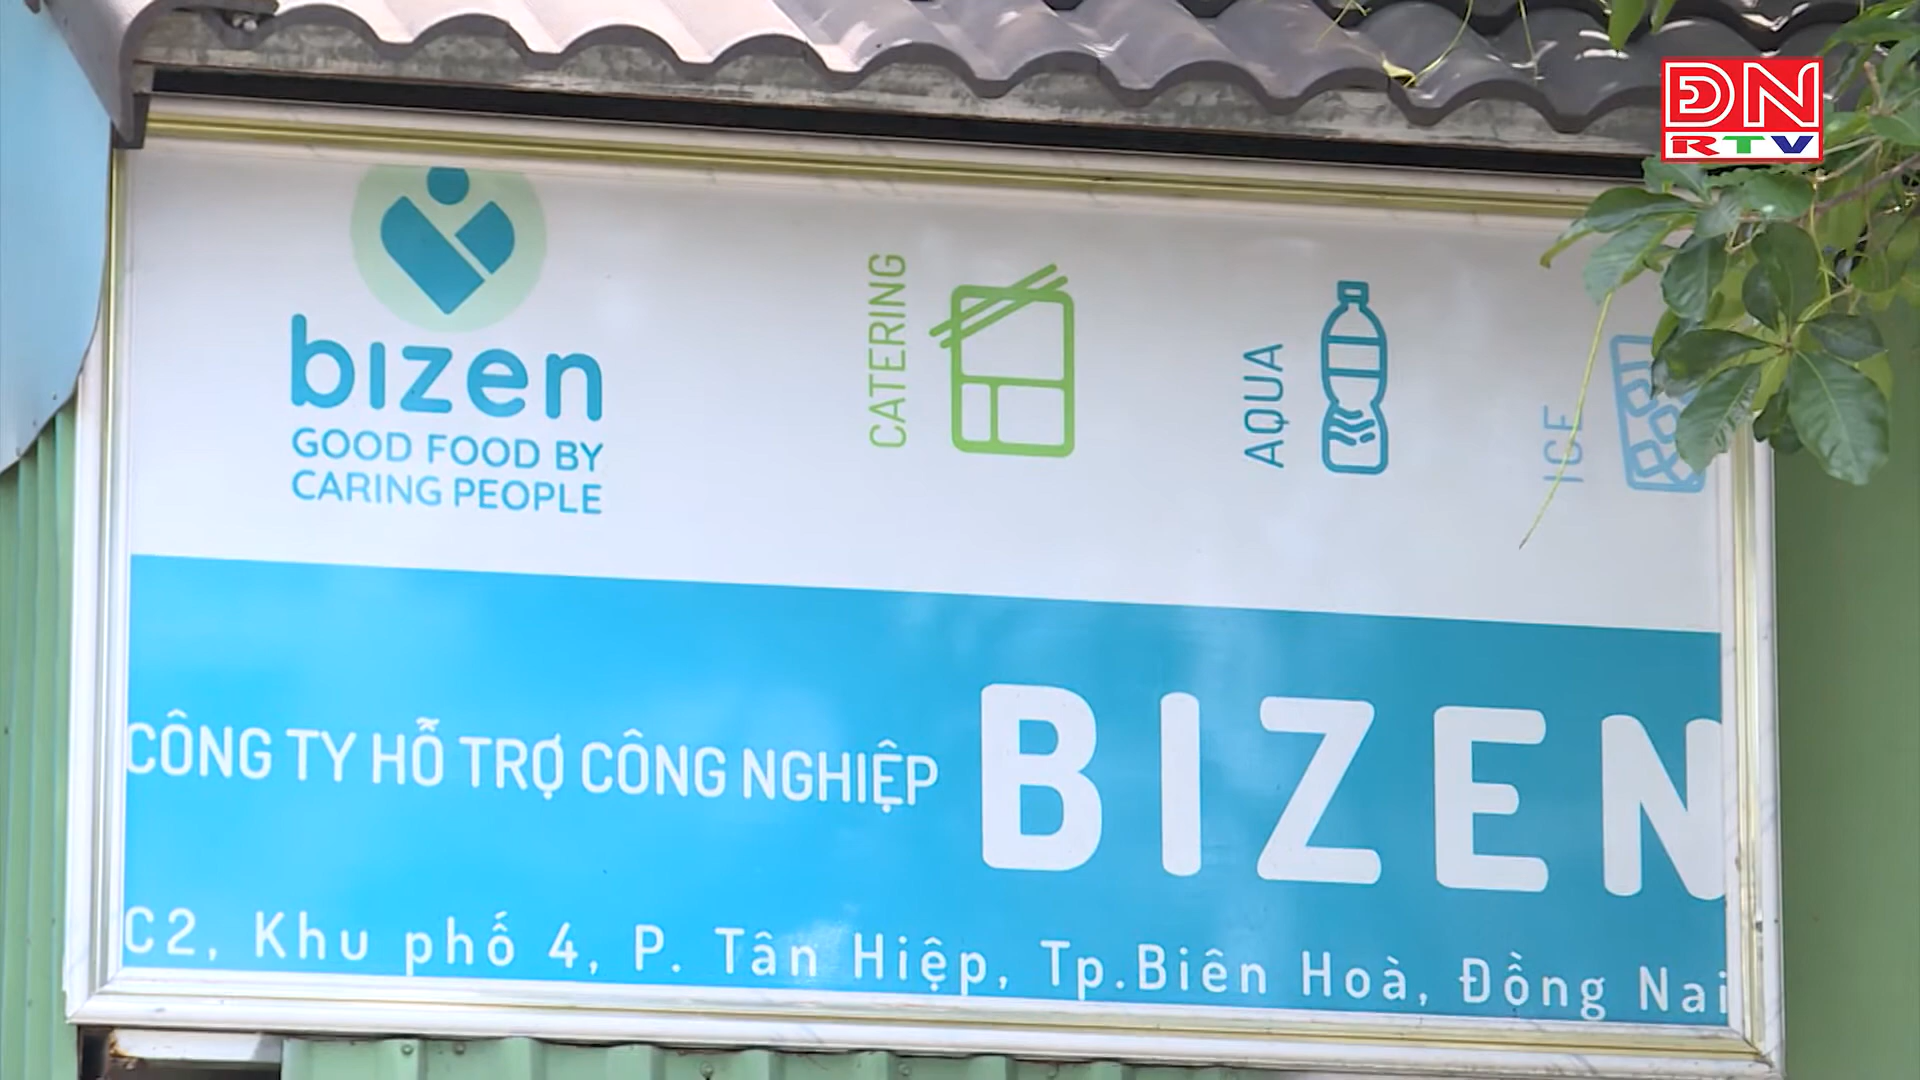 ĐN
RTV
bızen
GOOD FOOD BY
CARING PEOPLE
CATERING
AQUA
ICE
CÔNG TY HỖ TRỢ CÔNG NGHIỆP BIZEN
C2, Khu phố 4, P. Tân Hiệp, Tp.Biên Hoà, Đồng Nai